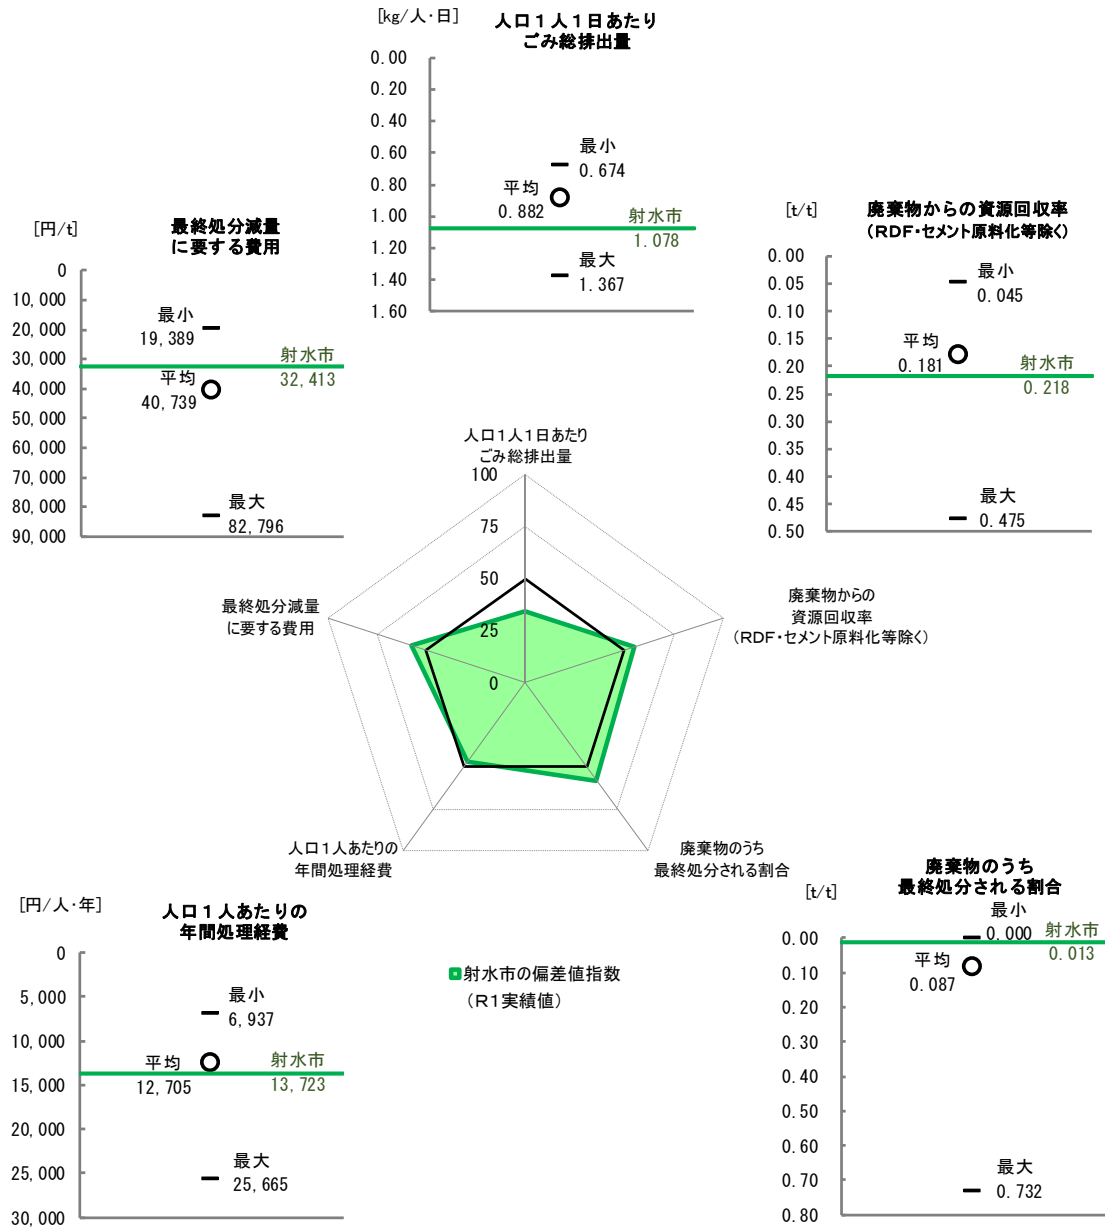 [kg/人・日]
人口１人１日あたり
ごみ総排出量
0.00
0.20
0.40
0.60
0.80
1.00
1.20
1.40
1.60
最小
0.674
平均
0.882
射水市
1.078
最大
1.367
[円/t]
最終処分減量
に要する費用
0
10,000
20,000
30,000
40,000
50,000
60,000
70,000
80,000
90,000
最小
19,389
射水市
32,413
平均
40,739
最大
82,796
[t/t]
廃棄物からの資源回収率
（RDF・セメント原料化等除く）
0.00
0.05
0.10
0.15
0.20
0.25
0.30
0.35
0.40
0.45
0.50
最小
0.045
平均
0.181
射水市
0.218
最大
0.475
人口１人１日あたり
ごみ総排出量
100
75
50
25
0
最終処分減量
に要する費用
廃棄物からの
資源回収率
（RDF・セメント原料化等除く）
人口１人あたりの
年間処理経費
廃棄物のうち
最終処分される割合
[円/人・年]
人口１人あたりの
年間処理経費
0
5,000
10,000
15,000
20,000
25,000
30,000
最小
6,937
平均
12,705
射水市
13,723
最大
25,665
射水市の偏差値指数
（Ｒ１実績値）
[t/t]
廃棄物のうち
最終処分される割合
0.00
0.10
0.20
0.30
0.40
0.50
0.60
0.70
0.80
最小
0.000
射水市
0.013
平均
0.087
最大
0.732